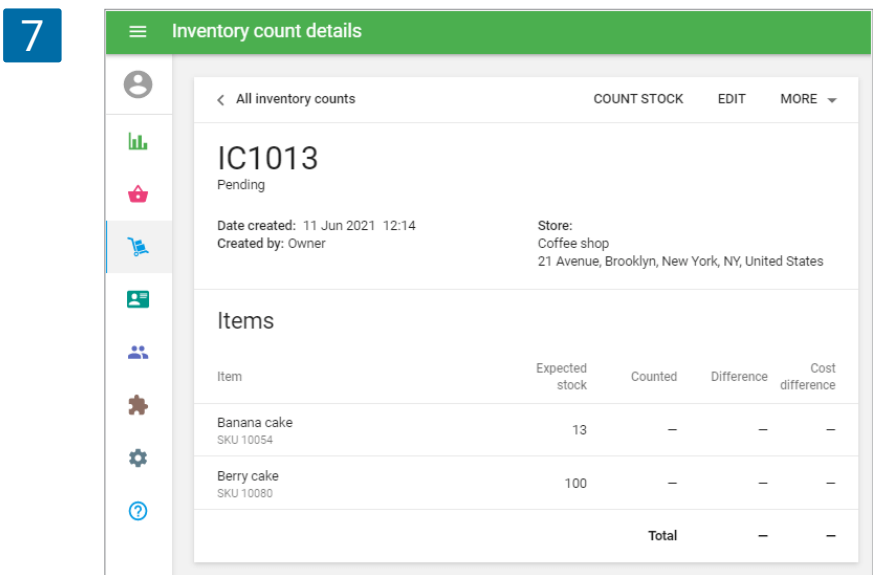 7
Inventory count details
All inventory counts COUNT STOCK EDIT MORE
IC1013
Pending
Date created: 11 Jun 2021 12:14
Created by: Owner
Store:
Coffee shop
21 Avenue, Brooklyn, New York, NY, United States
Items
Item Expected stock Counted Difference Cost difference
Banana cake 13 – – –
SKU 10054
Berry cake 100 – – –
SKU 10080
Total – –